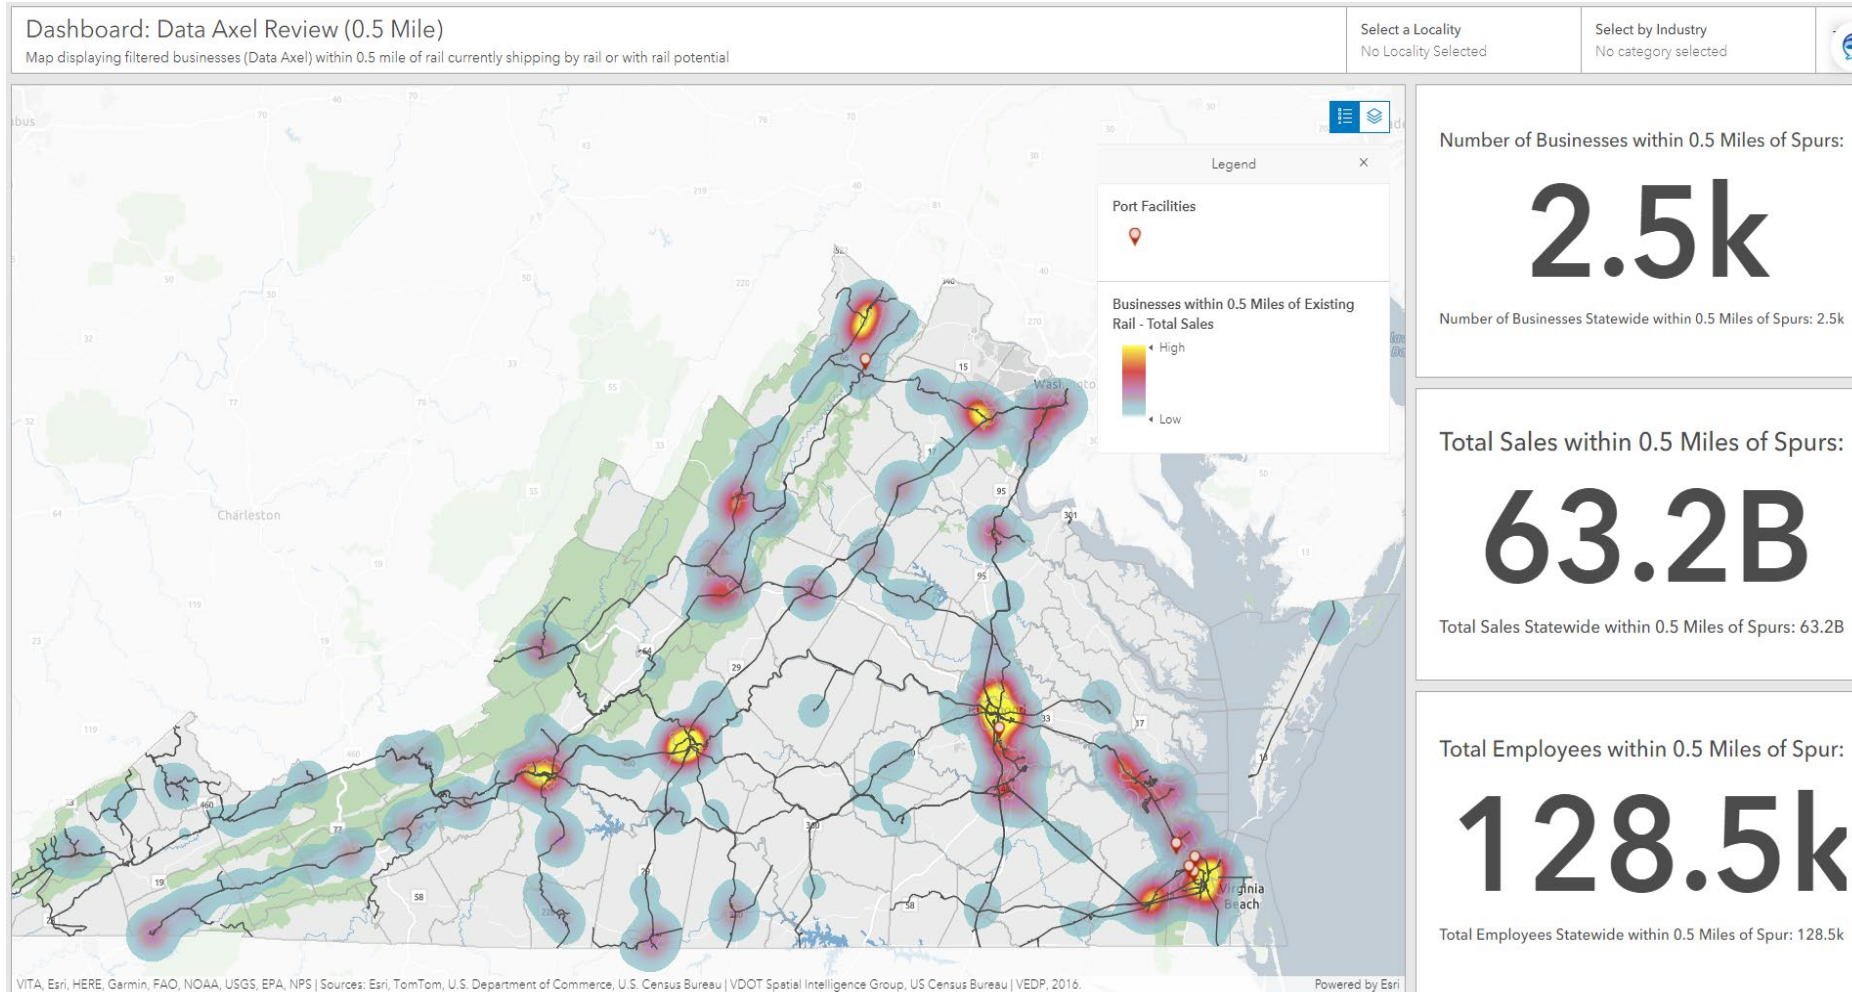 Dashboard: Data Axel Review (0.5 Mile)
Map displaying filtered businesses (Data Axel) within 0.5 mile of rail currently shipping by rail or with rail potential
Select a Locality
No Locality Selected
Select by Industry
No category selected
Legend
Port Facilities
Businesses within 0.5 Miles of Existing
Rail - Total Sales
High
Low
Charleston
Virginia
Beach
Number of Businesses within 0.5 Miles of Spurs:
2.5k
Number of Businesses Statewide within 0.5 Miles of Spurs: 2.5k
Total Sales within 0.5 Miles of Spurs:
63.2B
Total Sales Statewide within 0.5 Miles of Spurs: 63.2B
Total Employees within 0.5 Miles of Spur:
128.5k
Total Employees Statewide within 0.5 Miles of Spur: 128.5k
VITA, Esri, HERE, Garmin, FAO, NOAA, USGS, EPA, NPS | Sources: Esri, TomTom, U.S. Department of Commerce, U.S. Census Bureau | VDOT Spatial Intelligence Group, US Census Bureau | VEDP, 2016.
Powered by Esri